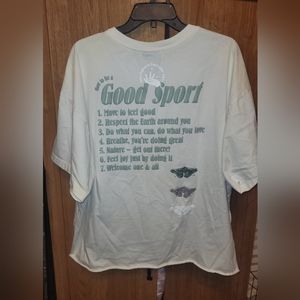 How to be a
Good Sport
1. Move to feel good
2. Respect the Earth around you
3. Do what you can, do what you love
4. Breathe, you're doing great
5. Nature – get out there!
6. Feel joy just by doing it
7. Welcome one & all